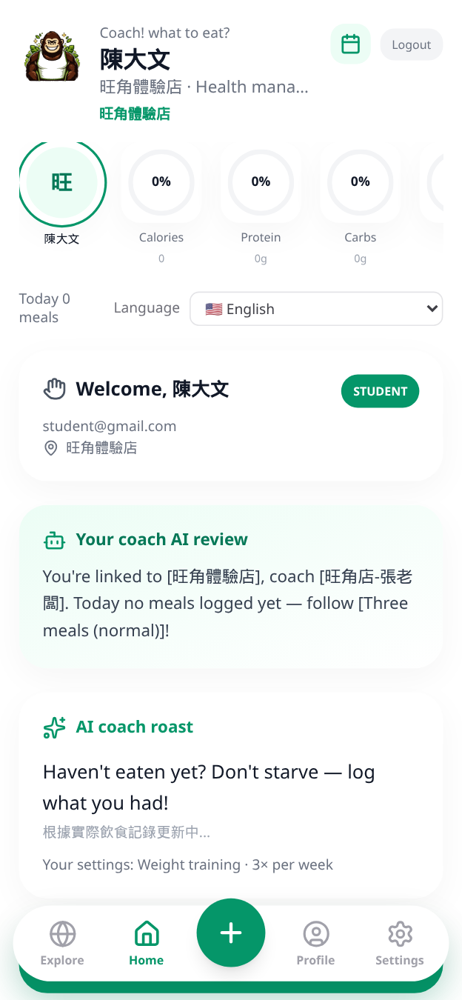 Coach! what to eat?
陳大文
旺角體驗店 · Health mana...
旺角體驗店
Logout
旺
0%
0%
0%
陳大文
Calories
Protein
Carbs
0
0g
0g
Today 0
meals
Language
🇺🇸 English
Welcome, 陳大文
STUDENT
student@gmail.com
旺角體驗店
Your coach AI review
You're linked to [旺角體驗店], coach [旺角店-張老
闆]. Today no meals logged yet — follow [Three
meals (normal)]!
AI coach roast
Haven't eaten yet? Don't starve — log
what you had!
根據實際飲食記錄更新中...
Your settings: Weight training · 3× per week
Explore
Home
Profile
Settings